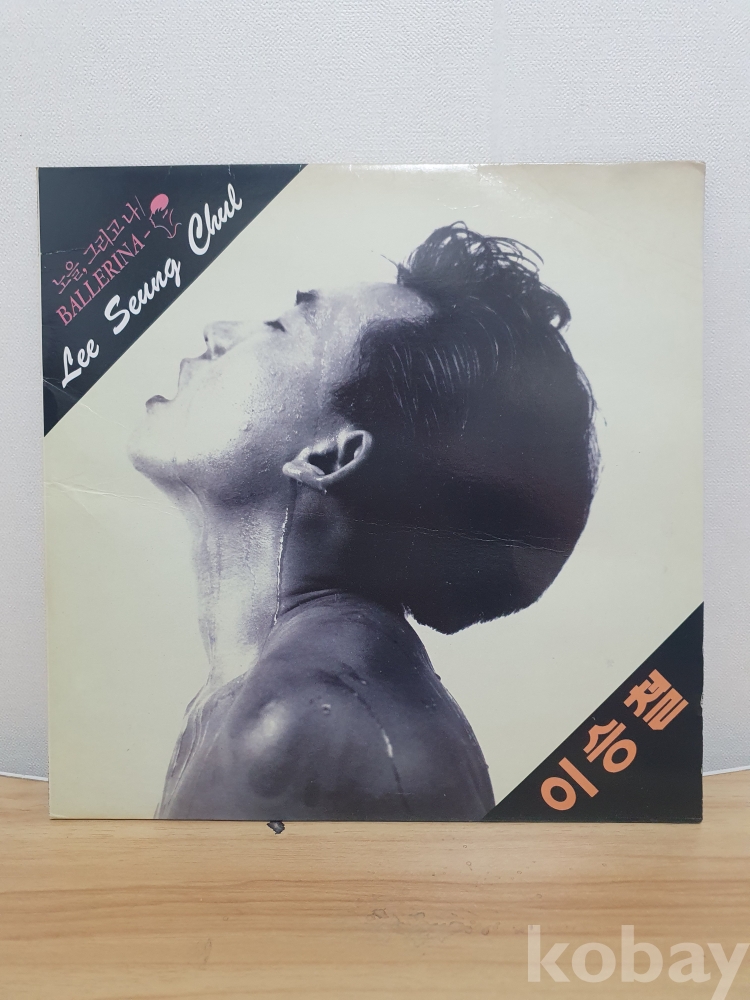 노을, 그리고 나!
BALLERINA-
Lee Seung Chul
이승철
kobay